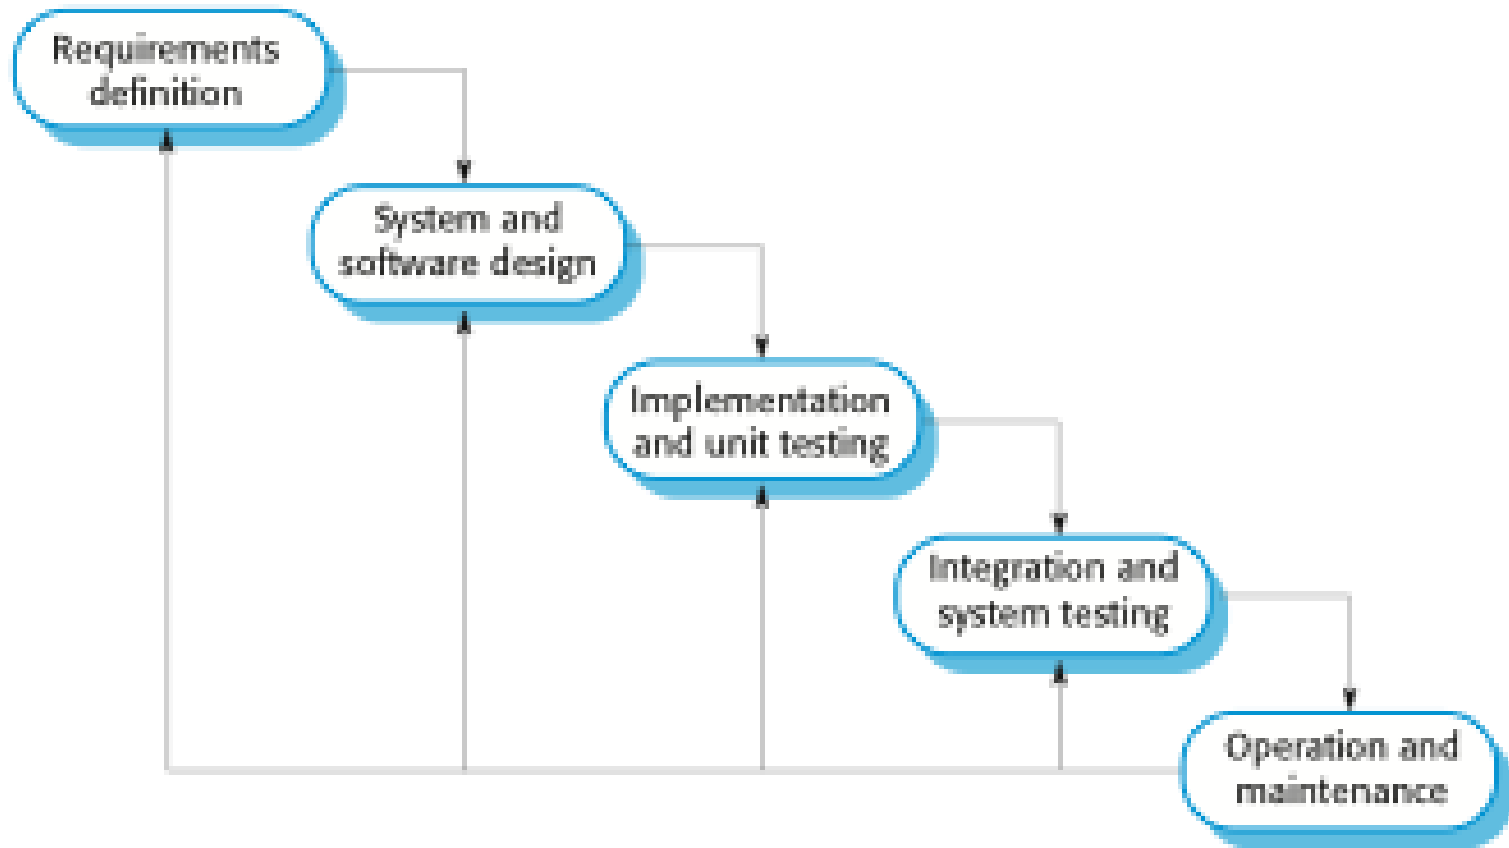 Requirements
definition
System and
software design
Implementation
and unit testing
Integration and
system testing
Operation and
maintenance